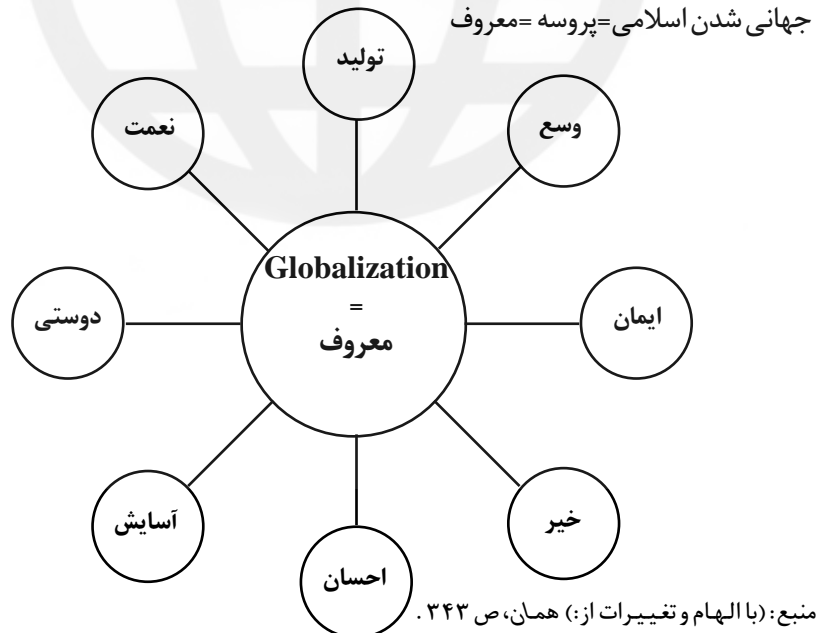 جهانی شدن اسلامی=پروسه =معروف
تولید
وسع
نعمت
Globalization
=
معروف
ایمان
دوستی
خیر
آسایش
احسان
منبع: (با الهام و تغییرات از:) همان، ص ۳۴۳.